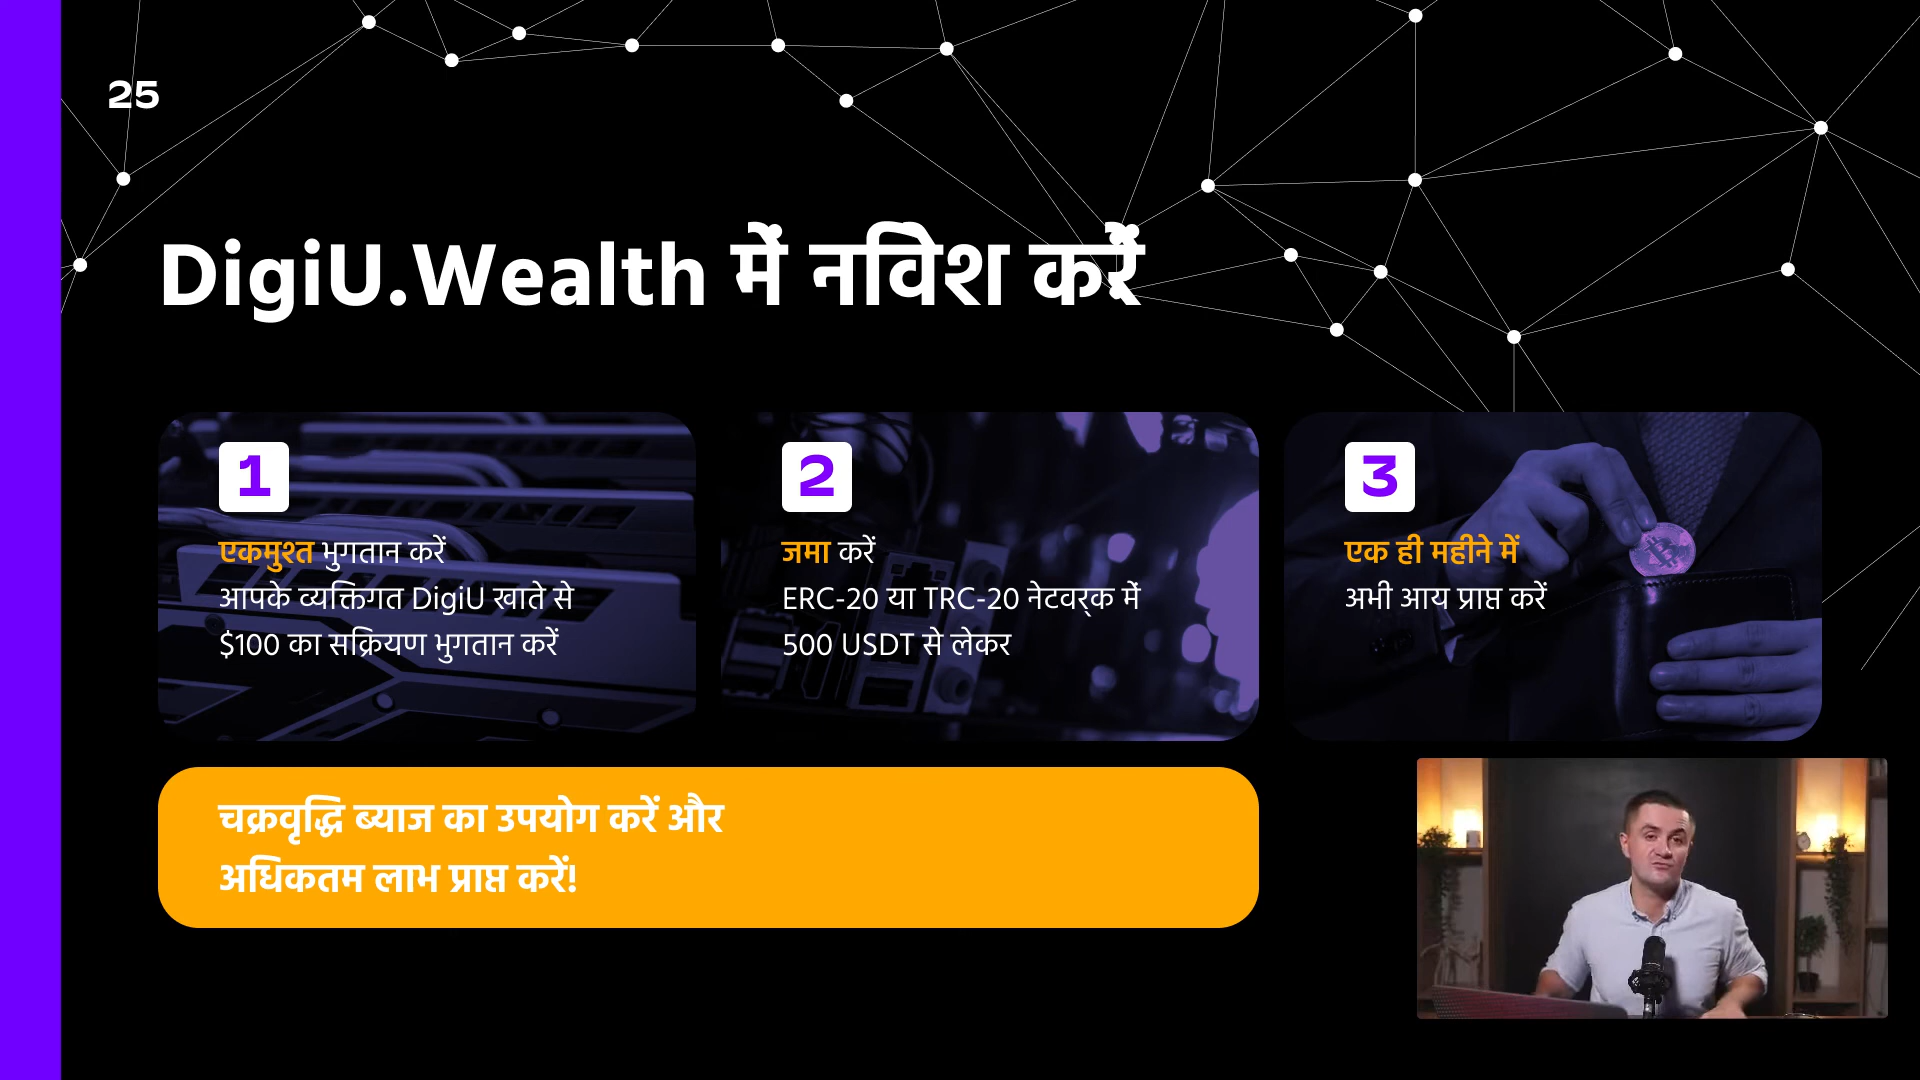 25
DigiU.Wealth में निवेश करें
1
एकमुश्त भुगतान करें
आपके व्यक्तिगत DigiU खाते से
$100 का सक्रियण भुगतान करें
2
जमा करें
ERC-20 या TRC-20 नेटवर्क में
500 USDT से लेकर
3
एक ही महीने में
अभी आय प्राप्त करें
चक्रवृद्धि ब्याज का उपयोग करें और
अधिकतम लाभ प्राप्त करें!